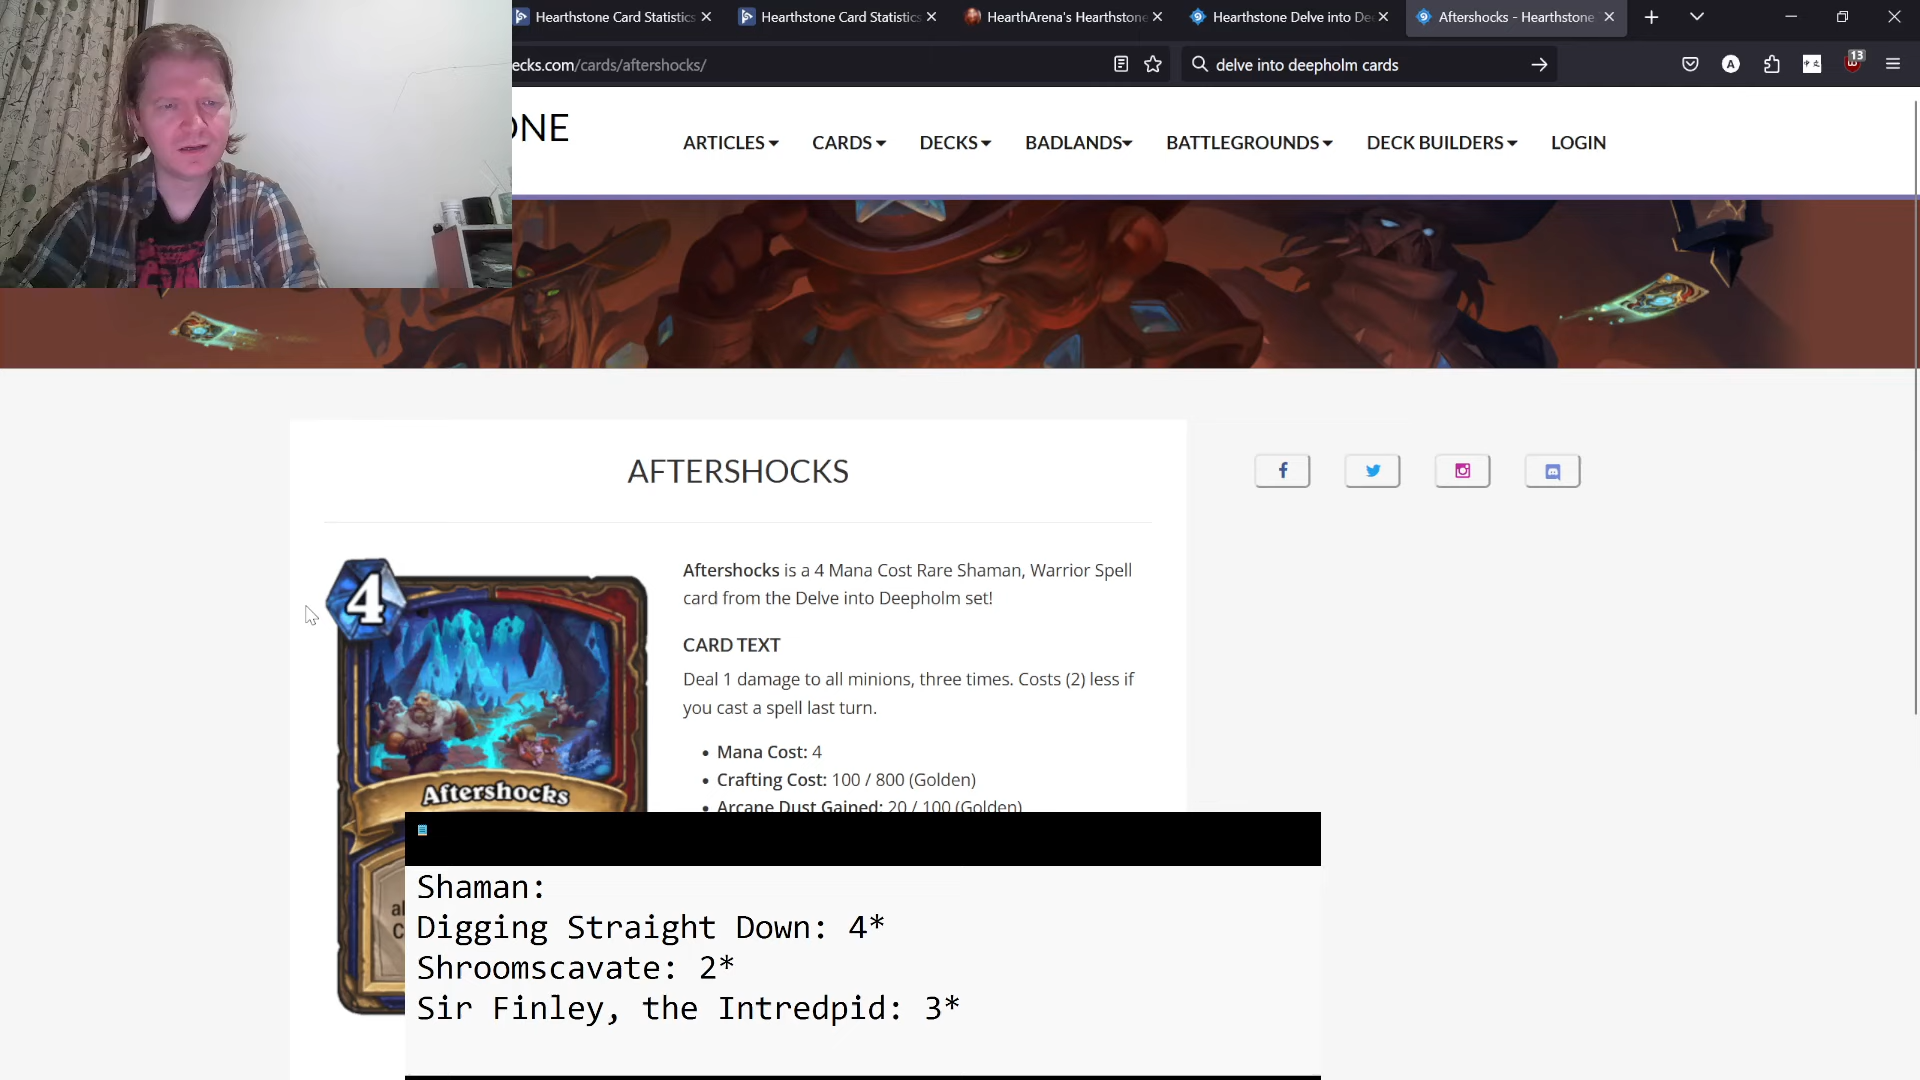 Hearthstone Card Statistics
Hearthstone Card Statistics
HearthArena's Hearthstone
Hearthstone Delve into De
Aftershocks - Hearthstone
ecks.com/cards/aftershocks/
delve into deepholm cards
13
ONE
ARTICLES
CARDS
DECKS
BADLANDS
BATTLEGROUNDS
DECK BUILDERS
LOGIN
AFTERSHOCKS
4
Aftershocks
Aftershocks is a 4 Mana Cost Rare Shaman, Warrior Spell
card from the Delve into Deepholm set!
CARD TEXT
Deal 1 damage to all minions, three times. Costs (2) less if
you cast a spell last turn.
• Mana Cost: 4
• Crafting Cost: 100 / 800 (Golden)
• Arcane Dust Gained: 20 / 100 (Golden)
Shaman:
Digging Straight Down: 4*
Shroomscavate: 2*
Sir Finley, the Intredpid: 3*